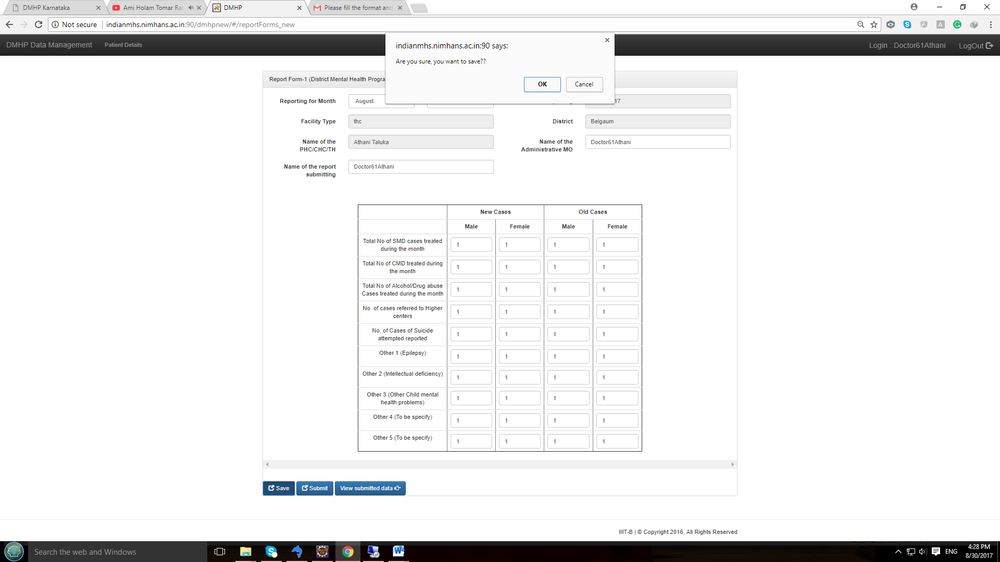 DMHP Karnataka
Ami Holam Tomar Ra
DMHP
Please fill the format and
Not secure
indianmhs.nimhans.ac.in:90/dmhpnew/#/reportForms_new
DMHP Data Management
Patient Details
Login : Doctor61Athani
LogOut
indianmhs.nimhans.ac.in:90 says:
Are you sure, you want to save??
OK
Cancel
Report Form-1 (District Mental Health Progra
Reporting for Month
August
17
Facility Type
thc
District
Belgaum
Name of the
PHC/CHC/TH
Athani Taluka
Name of the
Administrative MO
Doctor61Athani
Name of the report
submitting
Doctor61Athani
New Cases Old Cases
Male Female Male Female
Total No of SMD cases treated
during the month
1 1 1 1
Total No of CMD treated during
the month
1 1 1 1
Total No of Alcohol/Drug abuse
Cases treated during the month
1 1 1 1
No. of cases referred to Higher
centers
1 1 1 1
No. of Cases of Suicide
attempted reported
1 1 1 1
Other 1 (Epilepsy)
1 1 1 1
Other 2 (Intellectual deficiency)
1 1 1 1
Other 3 (Other Child mental
health problems)
1 1 1 1
Other 4 (To be specify)
1 1 1 1
Other 5 (To be specify)
1 1 1 1
Save
Submit
View submitted data
IIIT-B | © Copyright 2016, All Rights Reserved
Search the web and Windows
ENG
4:28 PM
8/30/2017